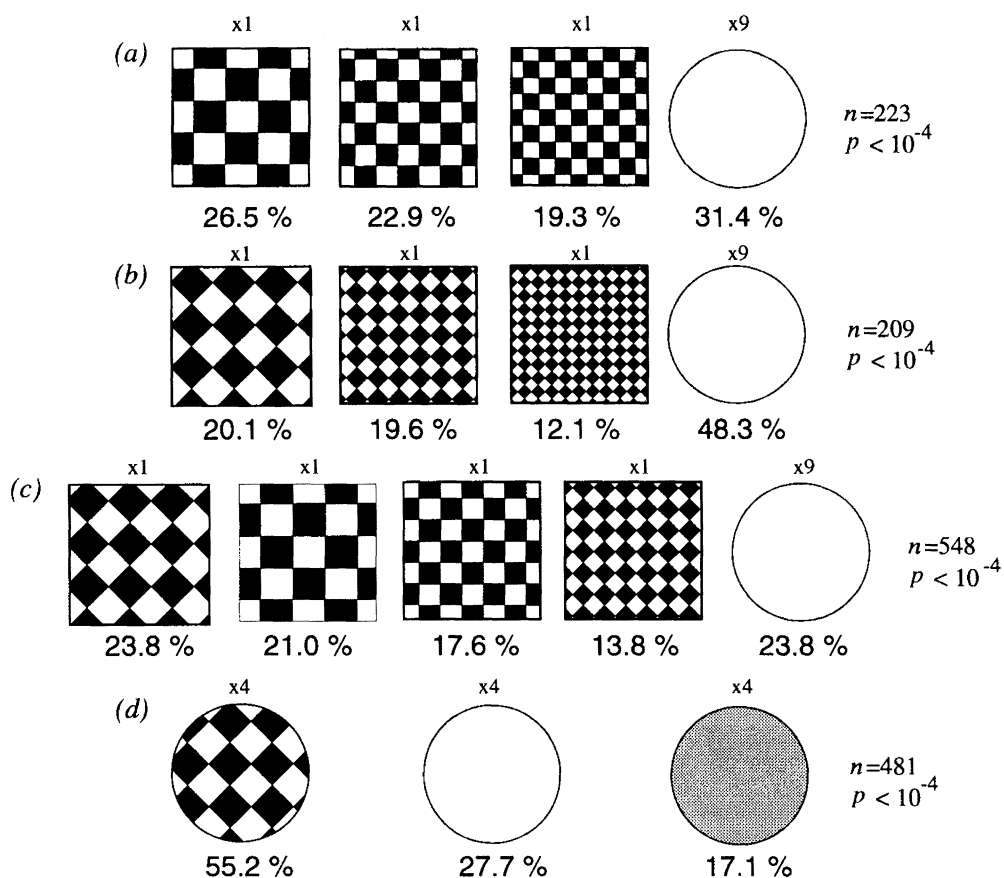 x1 x1 x1 x9
(a)
n=223
p < 10-4
26.5 % 22.9 % 19.3 % 31.4 %
x1 x1 x1 x9
(b)
n=209
p < 10-4
20.1 % 19.6 % 12.1 % 48.3 %
x1 x1 x1 x1 x9
(c)
n=548
p < 10-4
23.8 % 21.0 % 17.6 % 13.8 % 23.8 %
x4 x4 x4
(d)
n=481
p < 10-4
55.2 % 27.7 % 17.1 %